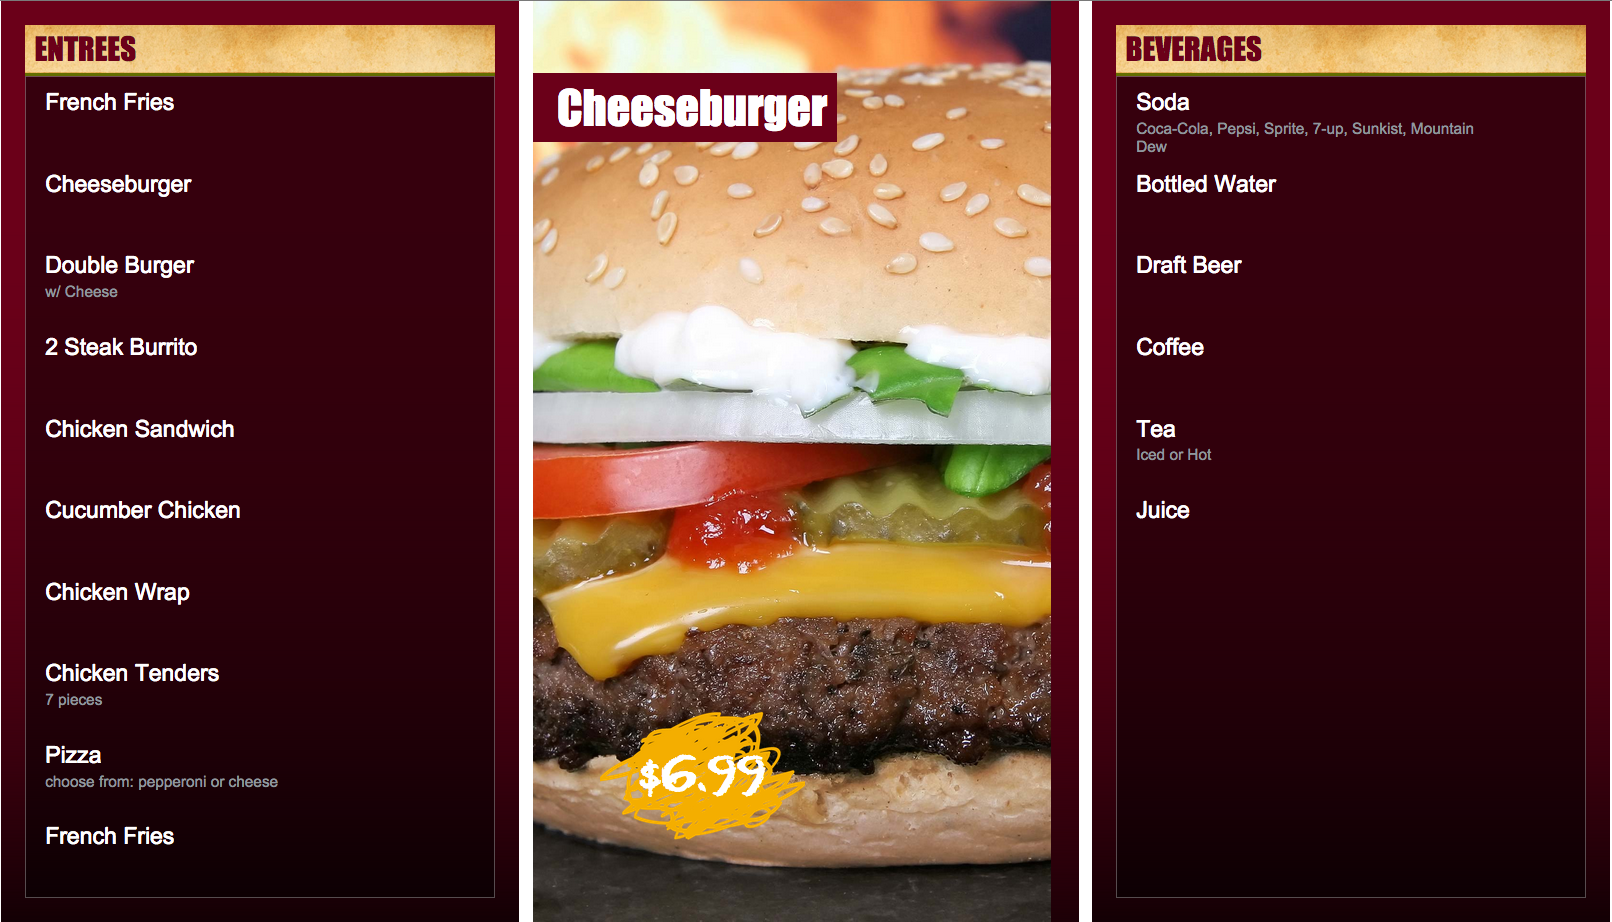 ENTREES
French Fries
Cheeseburger
Double Burger
w/ Cheese
2 Steak Burrito
Chicken Sandwich
Cucumber Chicken
Chicken Wrap
Chicken Tenders
7 pieces
Pizza
choose from: pepperoni or cheese
French Fries
Cheeseburger
$6.99
BEVERAGES
Soda
Coca-Cola, Pepsi, Sprite, 7-up, Sunkist, Mountain
Dew
Bottled Water
Draft Beer
Coffee
Tea
Iced or Hot
Juice